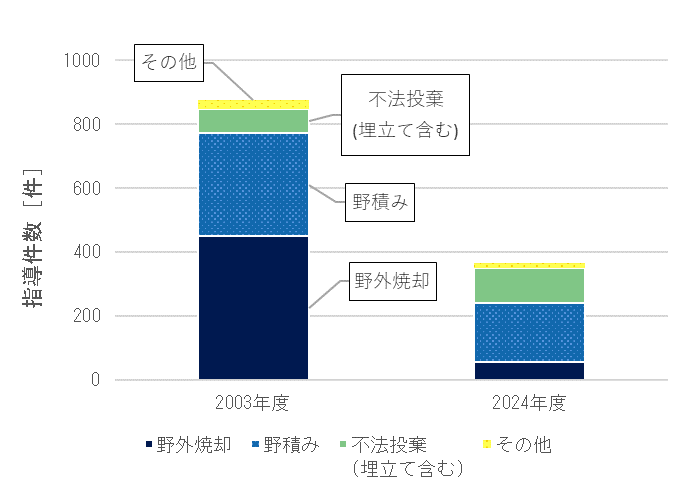 1000
800
600
400
200
0
指導件数［件］
その他
不法投棄
(埋立て含む)
野積み
野外焼却
2003年度
2024年度
野外焼却
野積み
不法投棄
（埋立て含む）
その他